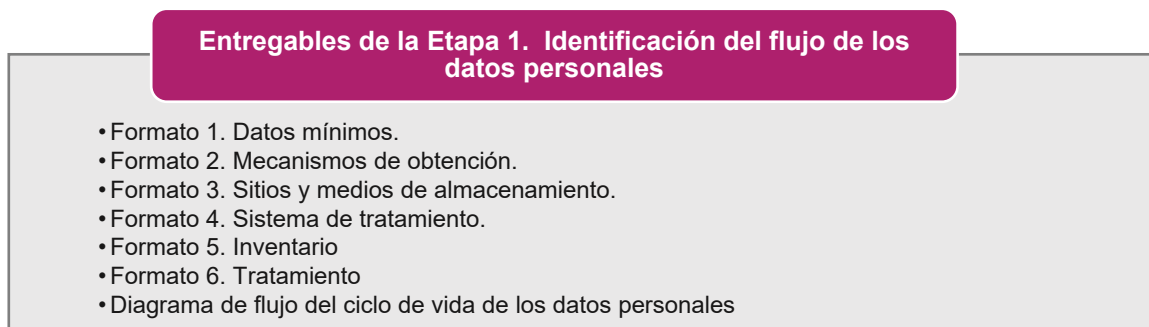 Entregables de la Etapa 1. Identificación del flujo de los
datos personales
• Formato 1. Datos mínimos.
• Formato 2. Mecanismos de obtención.
• Formato 3. Sitios y medios de almacenamiento.
• Formato 4. Sistema de tratamiento.
• Formato 5. Inventario
• Formato 6. Tratamiento
• Diagrama de flujo del ciclo de vida de los datos personales